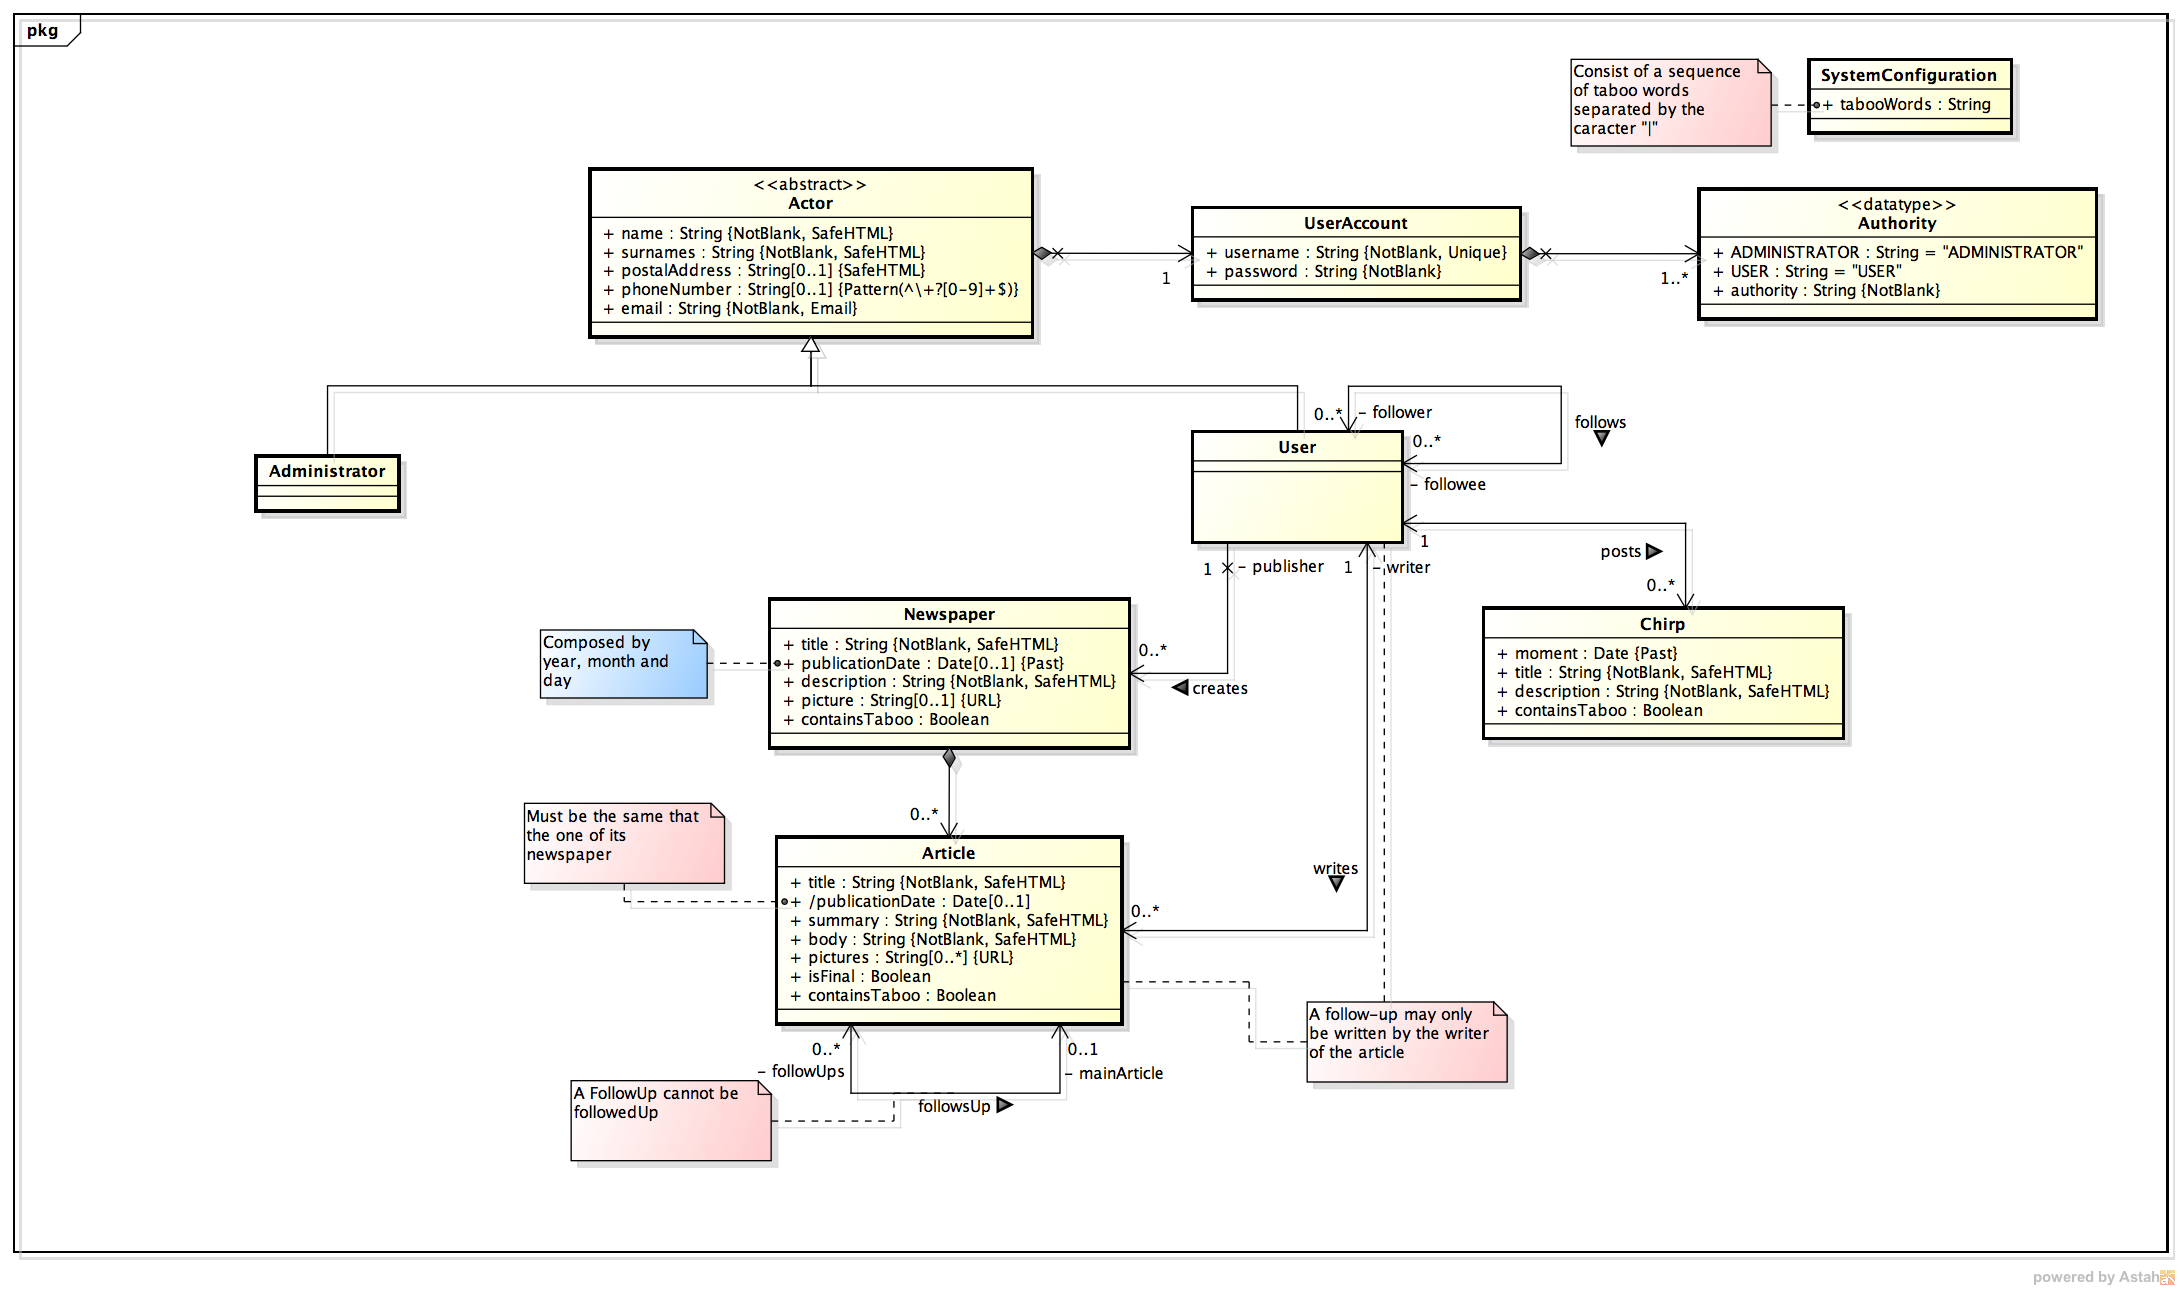 pkg
Consist of a sequence
of taboo words
separated by the
caracter "|"
SystemConfiguration
+ tabooWords : String
<<abstract>>
Actor
+ name : String {NotBlank, SafeHTML}
+ surnames : String {NotBlank, SafeHTML}
+ postalAddress : String[0..1] {SafeHTML}
+ phoneNumber : String[0..1] {Pattern(^\+?[0-9]+$)}
+ email : String {NotBlank, Email}
1
UserAccount
+ username : String {NotBlank, Unique}
+ password : String {NotBlank}
1..*
<<datatype>>
Authority
+ ADMINISTRATOR : String = "ADMINISTRATOR"
+ USER : String = "USER"
+ authority : String {NotBlank}
Administrator
0..*
- follower
follows
User
0..*
- followee
1
posts
0..*
1
- publisher
1
- writer
Newspaper
+ title : String {NotBlank, SafeHTML}
+ publicationDate : Date[0..1] {Past}
+ description : String {NotBlank, SafeHTML}
+ picture : String[0..1] {URL}
+ containsTaboo : Boolean
Composed by
year, month and
day
0..*
creates
Chirp
+ moment : Date {Past}
+ title : String {NotBlank, SafeHTML}
+ description : String {NotBlank, SafeHTML}
+ containsTaboo : Boolean
0..*
Must be the same that
the one of its
newspaper
Article
+ title : String {NotBlank, SafeHTML}
+ /publicationDate : Date[0..1]
+ summary : String {NotBlank, SafeHTML}
+ body : String {NotBlank, SafeHTML}
+ pictures : String[0..*] {URL}
+ isFinal : Boolean
+ containsTaboo : Boolean
writes
0..*
A follow-up may only
be written by the writer
of the article
0..*
- followUps
0..1
- mainArticle
followsUp
A FollowUp cannot be
followedUp
powered by Astah